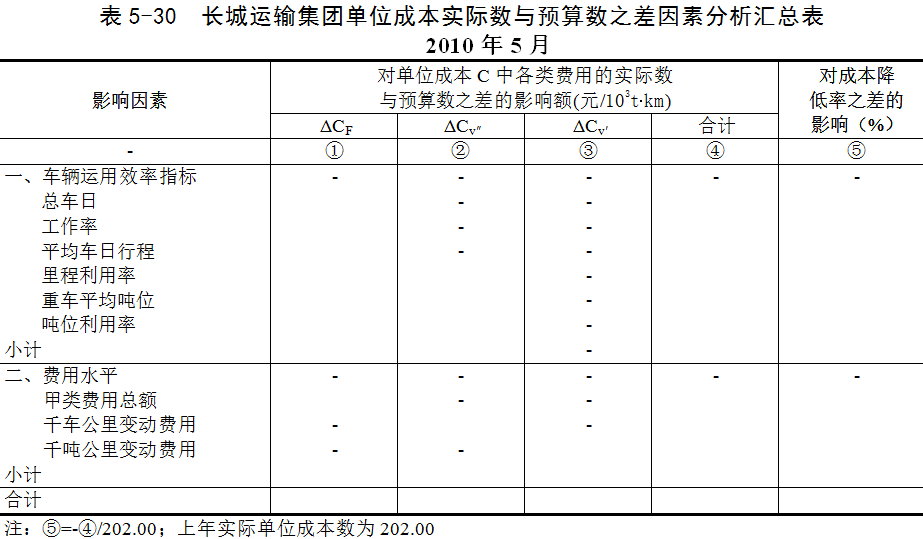 表 5-30 长城运输集团单位成本实际数与预算数之差因素分析汇总表
2010 年 5 月
影响因素 对单位成本 C 中各类费用的实际数与预算数之差的影响额(元/10³t·km) 对成本降低率之差的影响（%）
ΔC_F ΔC_v″ ΔC_v′ 合计
- ① ② ③ ④ ⑤
一、车辆运用效率指标 - - - - -
总车日 - -
工作率 - -
平均车日行程 - -
里程利用率 -
重车平均吨位 -
吨位利用率 -
小计 -
二、费用水平 - - - - -
甲类费用总额 - -
千车公里变动费用 - -
千吨公里变动费用 - -
小计
合计
注：⑤=-④/202.00；上年实际单位成本数为 202.00